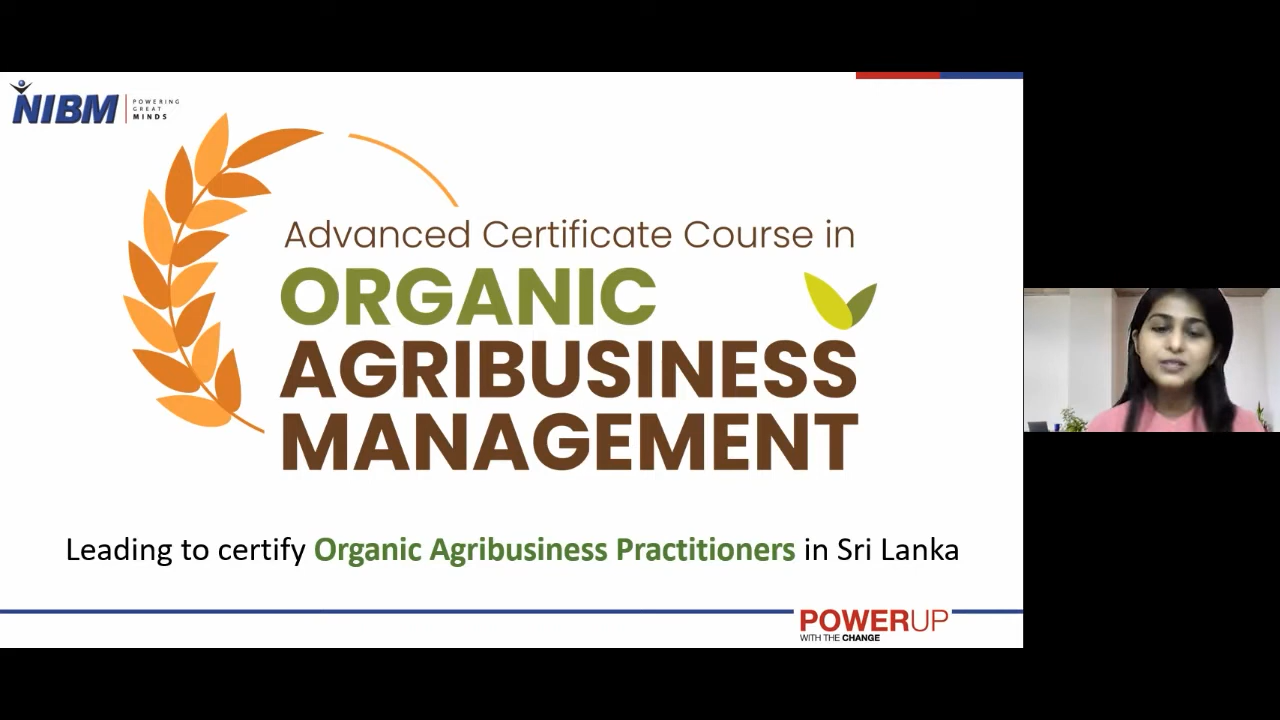 NIBM
POWERING
GREAT
MINDS
Advanced Certificate Course in
ORGANIC
AGRIBUSINESS
MANAGEMENT
Leading to certify Organic Agribusiness Practitioners in Sri Lanka
POWERUP
WITH THE CHANGE